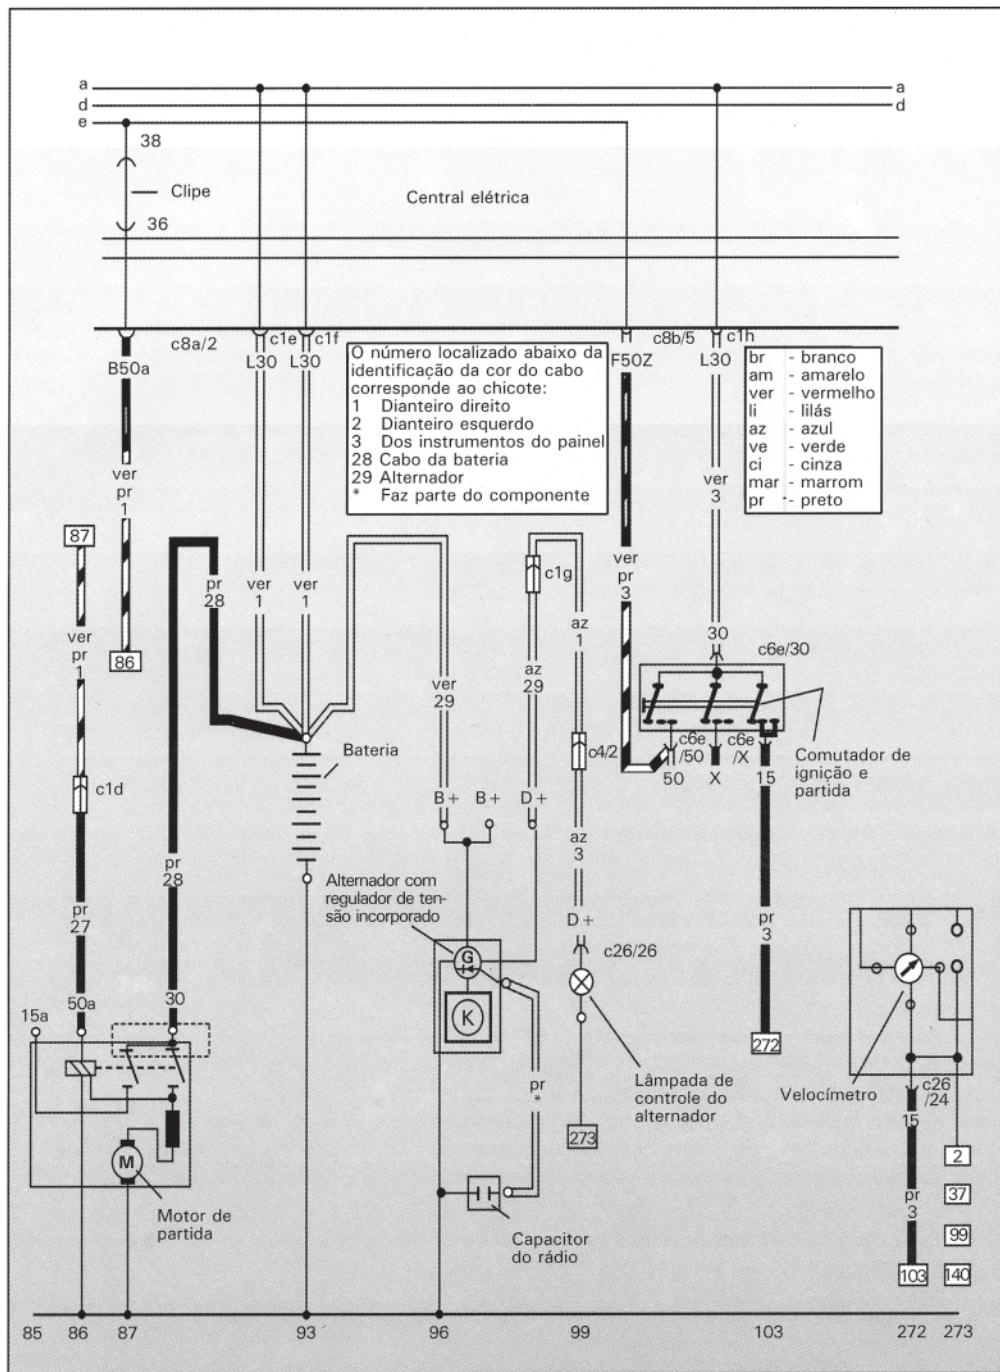 a
a
d
d
e
38
Clipe
Central elétrica
36
c8a/2
c1e
c1f
c8b/5
c1h
B50a
L30
L30
F50Z
L30
O número localizado abaixo da
identificação da cor do cabo
corresponde ao chicote:
1 Dianteiro direito
2 Dianteiro esquerdo
3 Dos instrumentos do painel
28 Cabo da bateria
29 Alternador
* Faz parte do componente
br - branco
am - amarelo
ver - vermelho
li - lilás
az - azul
ve - verde
ci - cinza
mar - marrom
pr - preto
ver
pr
1
ver
3
87
pr
28
ver
1
ver
1
c1g
ver
pr
3
az
1
ver
pr
1
86
30
c6e/30
ver
29
az
29
Bateria
c4/2
c6e
/50
c6e
/X
50
X
15
Comutador de
ignição e
partida
c1d
B+
B+
D+
az
3
pr
28
Alternador com
regulador de ten-
são incorporado
pr
27
D+
pr
3
c26/26
G
K
50a
30
15a
272
pr
*
Lâmpada de
controle do
alternador
Velocímetro
c26
/24
15
273
2
M
pr
3
37
Motor de
partida
Capacitor
do rádio
99
103
140
85
86
87
93
96
99
103
272
273